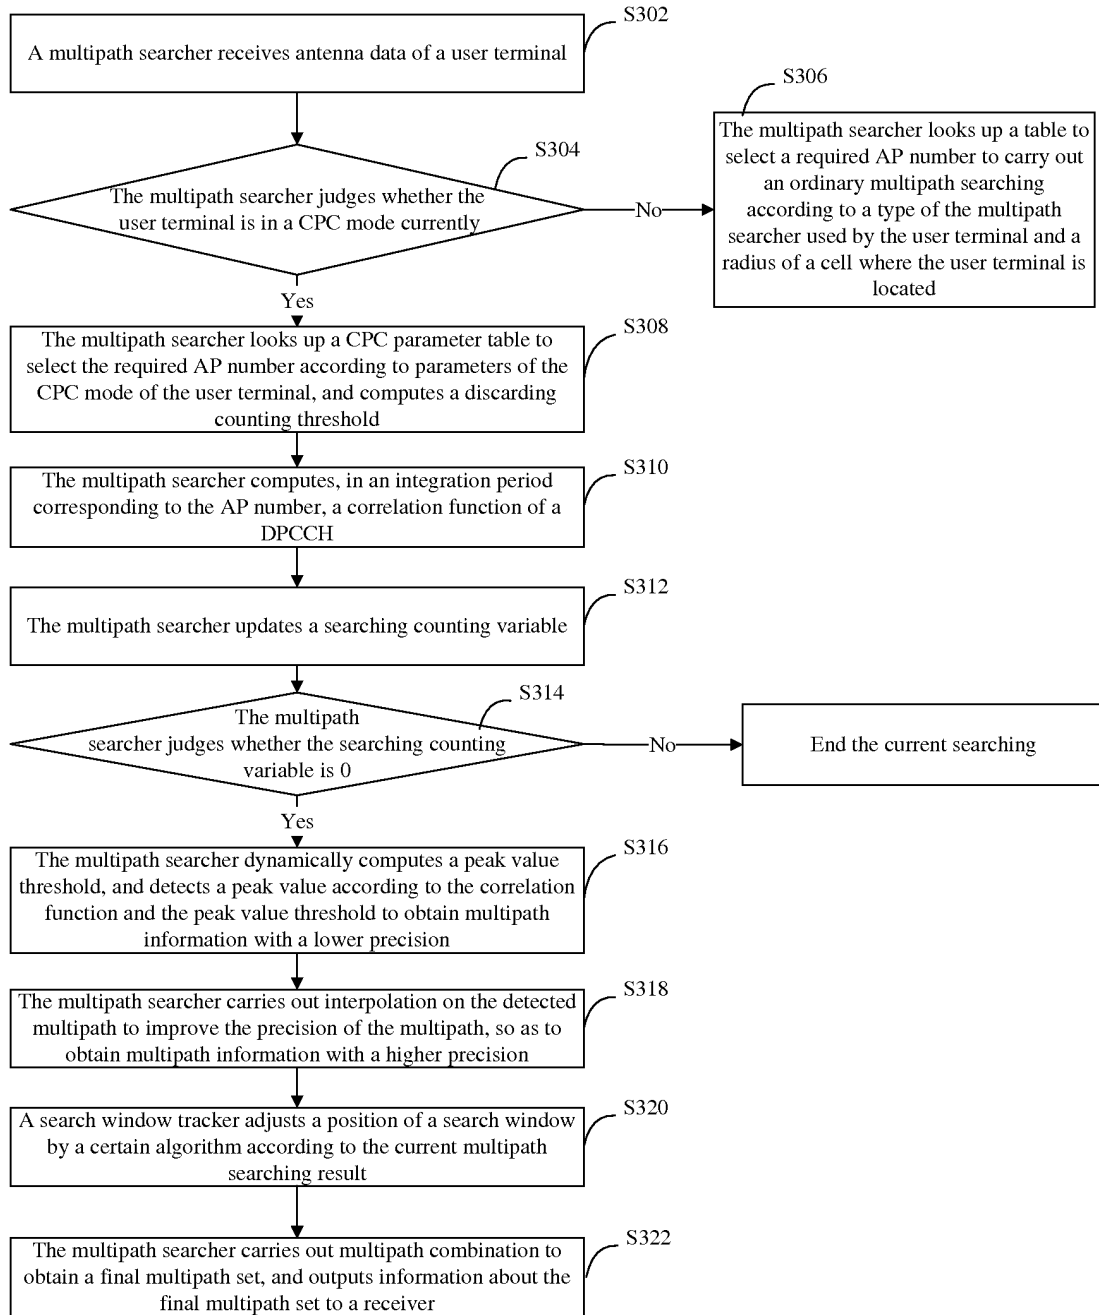 S302
A multipath searcher receives antenna data of a user terminal
S306
The multipath searcher looks up a table to
select a required AP number to carry out
an ordinary multipath searching
according to a type of the multipath
searcher used by the user terminal and a
radius of a cell where the user terminal is
located
S304
The multipath searcher judges whether the
user terminal is in a CPC mode currently
No
Yes
S308
The multipath searcher looks up a CPC parameter table to
select the required AP number according to parameters of the
CPC mode of the user terminal, and computes a discarding
counting threshold
S310
The multipath searcher computes, in an integration period
corresponding to the AP number, a correlation function of a
DPCCH
S312
The multipath searcher updates a searching counting variable
S314
The multipath
searcher judges whether the searching counting
variable is 0
No
End the current searching
Yes
S316
The multipath searcher dynamically computes a peak value
threshold, and detects a peak value according to the correlation
function and the peak value threshold to obtain multipath
information with a lower precision
S318
The multipath searcher carries out interpolation on the detected
multipath to improve the precision of the multipath, so as to
obtain multipath information with a higher precision
S320
A search window tracker adjusts a position of a search window
by a certain algorithm according to the current multipath
searching result
S322
The multipath searcher carries out multipath combination to
obtain a final multipath set, and outputs information about the
final multipath set to a receiver